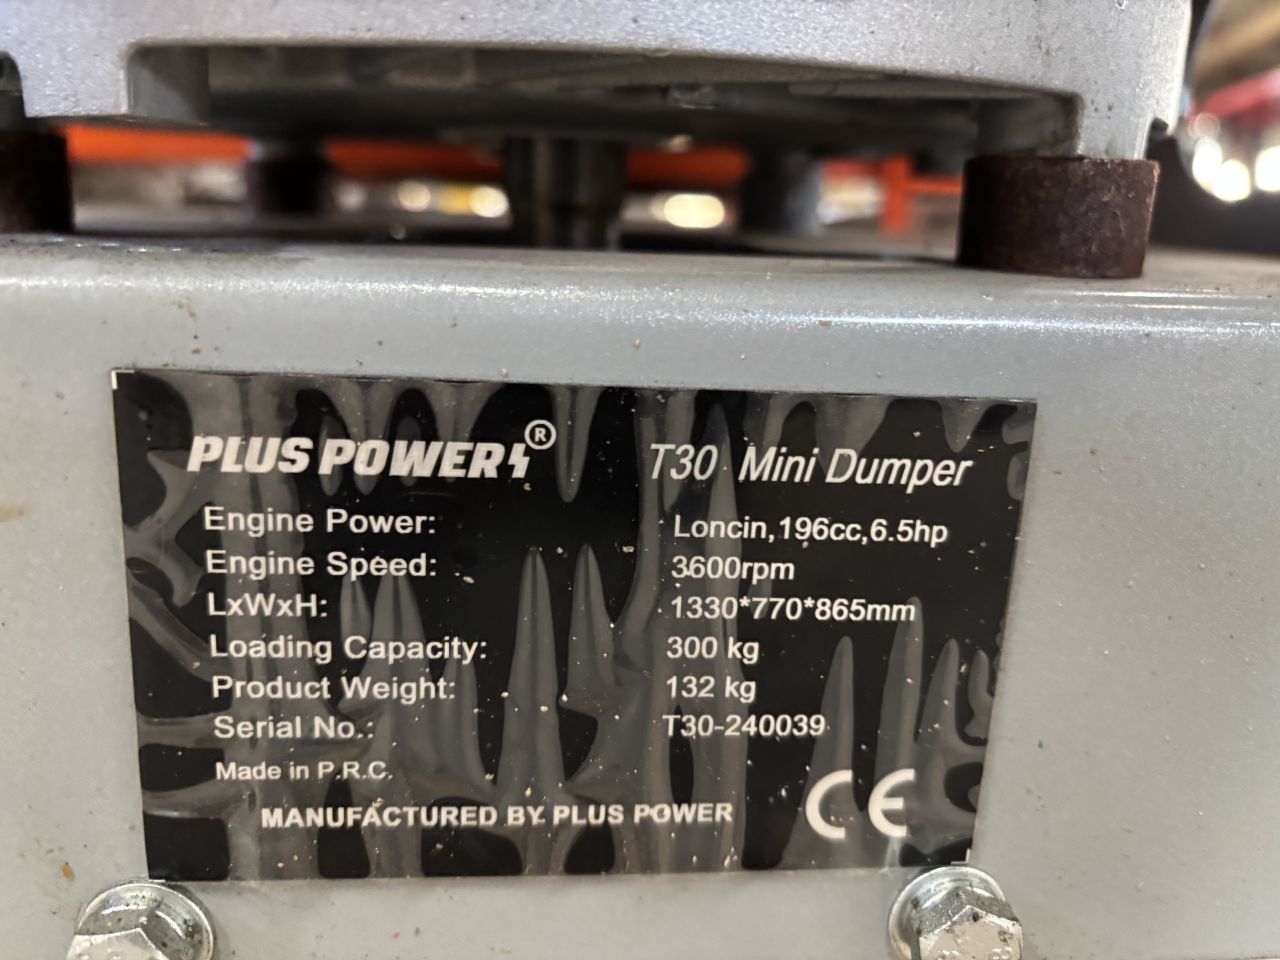 PLUS POWER®
T30 Mini Dumper
Engine Power: Loncin,196cc,6.5hp
Engine Speed: 3600rpm
LxWxH: 1330*770*865mm
Loading Capacity: 300 kg
Product Weight: 132 kg
Serial No.: T30-240039
Made in P.R.C.
MANUFACTURED BY PLUS POWER
CE